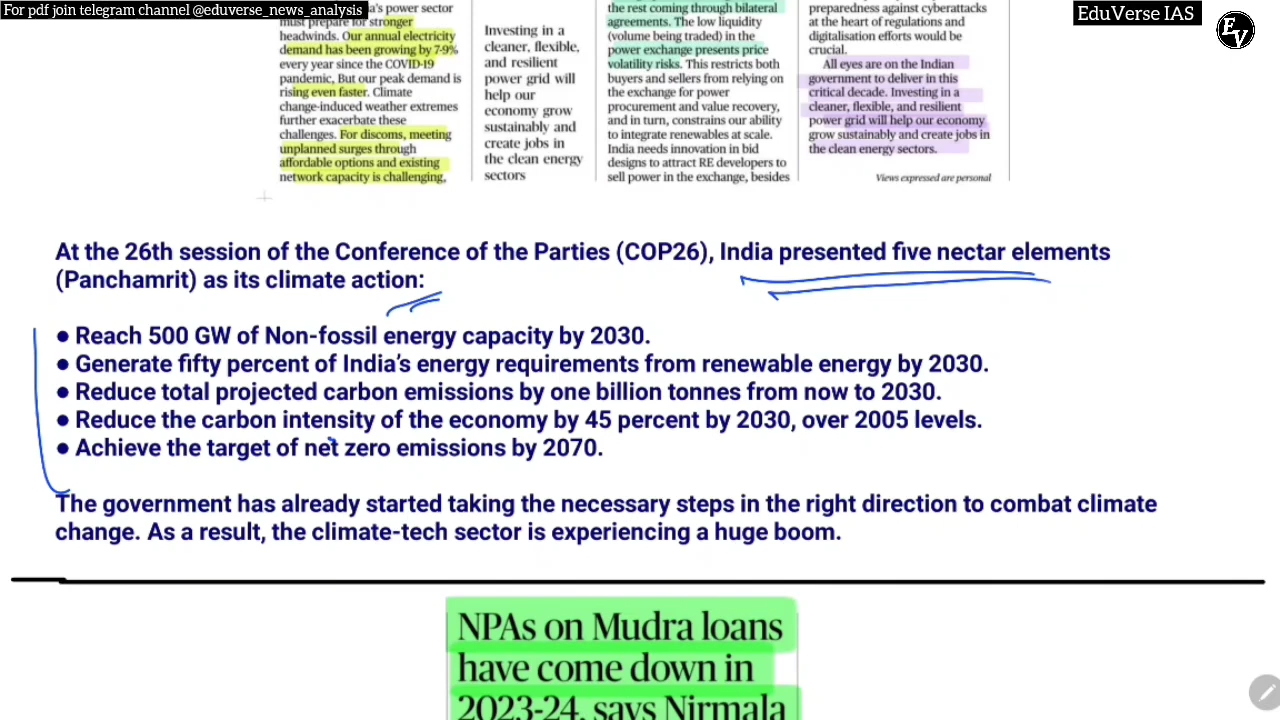 For pdf join telegram channel @eduverse_news_analysis
EduVerse IAS
EV
a's power sector
must prepare for stronger
headwinds. Our annual electricity
demand has been growing by 7-9%
every year since the COVID-19
pandemic, But our peak demand is
rising even faster. Climate
change-induced weather extremes
further exacerbate these
challenges. For discoms, meeting
unplanned surges through
affordable options and existing
network capacity is challenging,
Investing in a
cleaner, flexible,
and resilient
power grid will
help our
economy grow
sustainably and
create jobs in
the clean energy
sectors
the rest coming through bilateral
agreements. The low liquidity
(volume being traded) in the
power exchange presents price
volatility risks. This restricts both
buyers and sellers from relying on
the exchange for power
procurement and value recovery,
and in turn, constrains our ability
to integrate renewables at scale.
India needs innovation in bid
designs to attract RE developers to
sell power in the exchange, besides
preparedness against cyberattacks
at the heart of regulations and
digitalisation efforts would be
crucial.
All eyes are on the Indian
government to deliver in this
critical decade. Investing in a
cleaner, flexible, and resilient
power grid will help our economy
grow sustainably and create jobs in
the clean energy sectors.
Views expressed are personal
At the 26th session of the Conference of the Parties (COP26), India presented five nectar elements
(Panchamrit) as its climate action:
● Reach 500 GW of Non-fossil energy capacity by 2030.
● Generate fifty percent of India's energy requirements from renewable energy by 2030.
● Reduce total projected carbon emissions by one billion tonnes from now to 2030.
● Reduce the carbon intensity of the economy by 45 percent by 2030, over 2005 levels.
● Achieve the target of net zero emissions by 2070.
The government has already started taking the necessary steps in the right direction to combat climate
change. As a result, the climate-tech sector is experiencing a huge boom.
NPAs on Mudra loans
have come down in
2023-24, says Nirmala